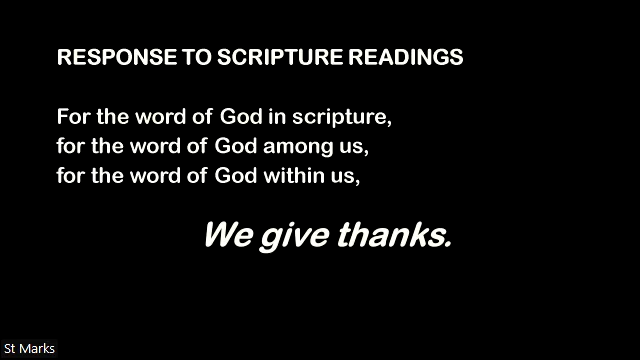 RESPONSE TO SCRIPTURE READINGS
For the word of God in scripture,
for the word of God among us,
for the word of God within us,
We give thanks.
St Marks